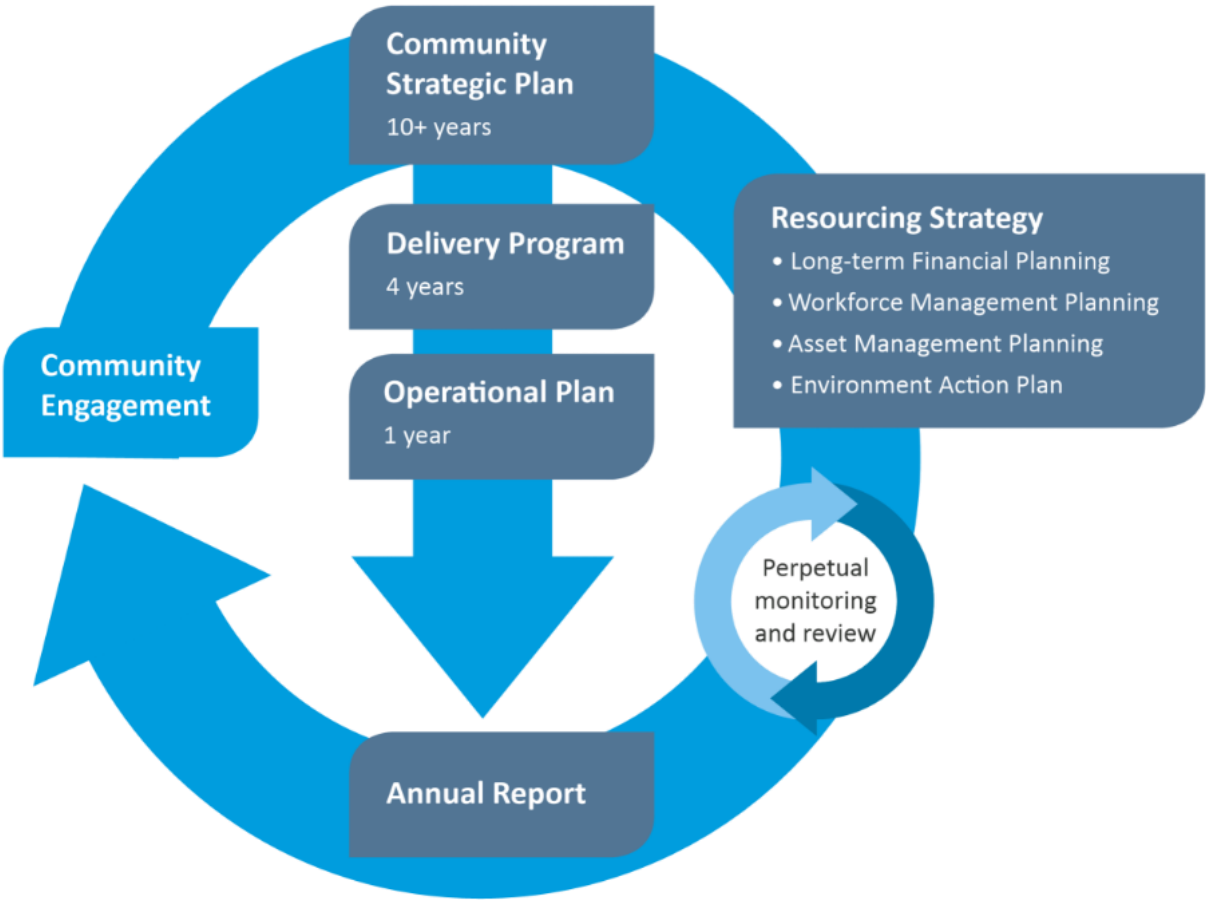 Community
Strategic Plan
10+ years
Delivery Program
4 years
Operational Plan
1 year
Resourcing Strategy
• Long-term Financial Planning
• Workforce Management Planning
• Asset Management Planning
• Environment Action Plan
Community
Engagement
Perpetual
monitoring
and review
Annual Report